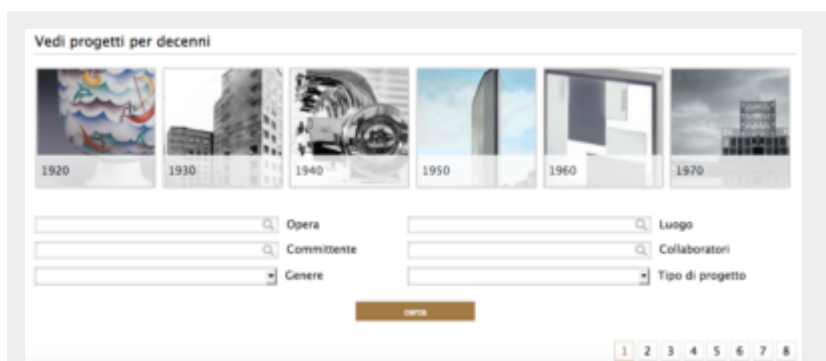 Vedi progetti per decenni
1920 1930 1940 1950 1960 1970
Opera Luogo
Committente Collaboratori
Genere Tipo di progetto
cerca
1 2 3 4 5 6 7 8